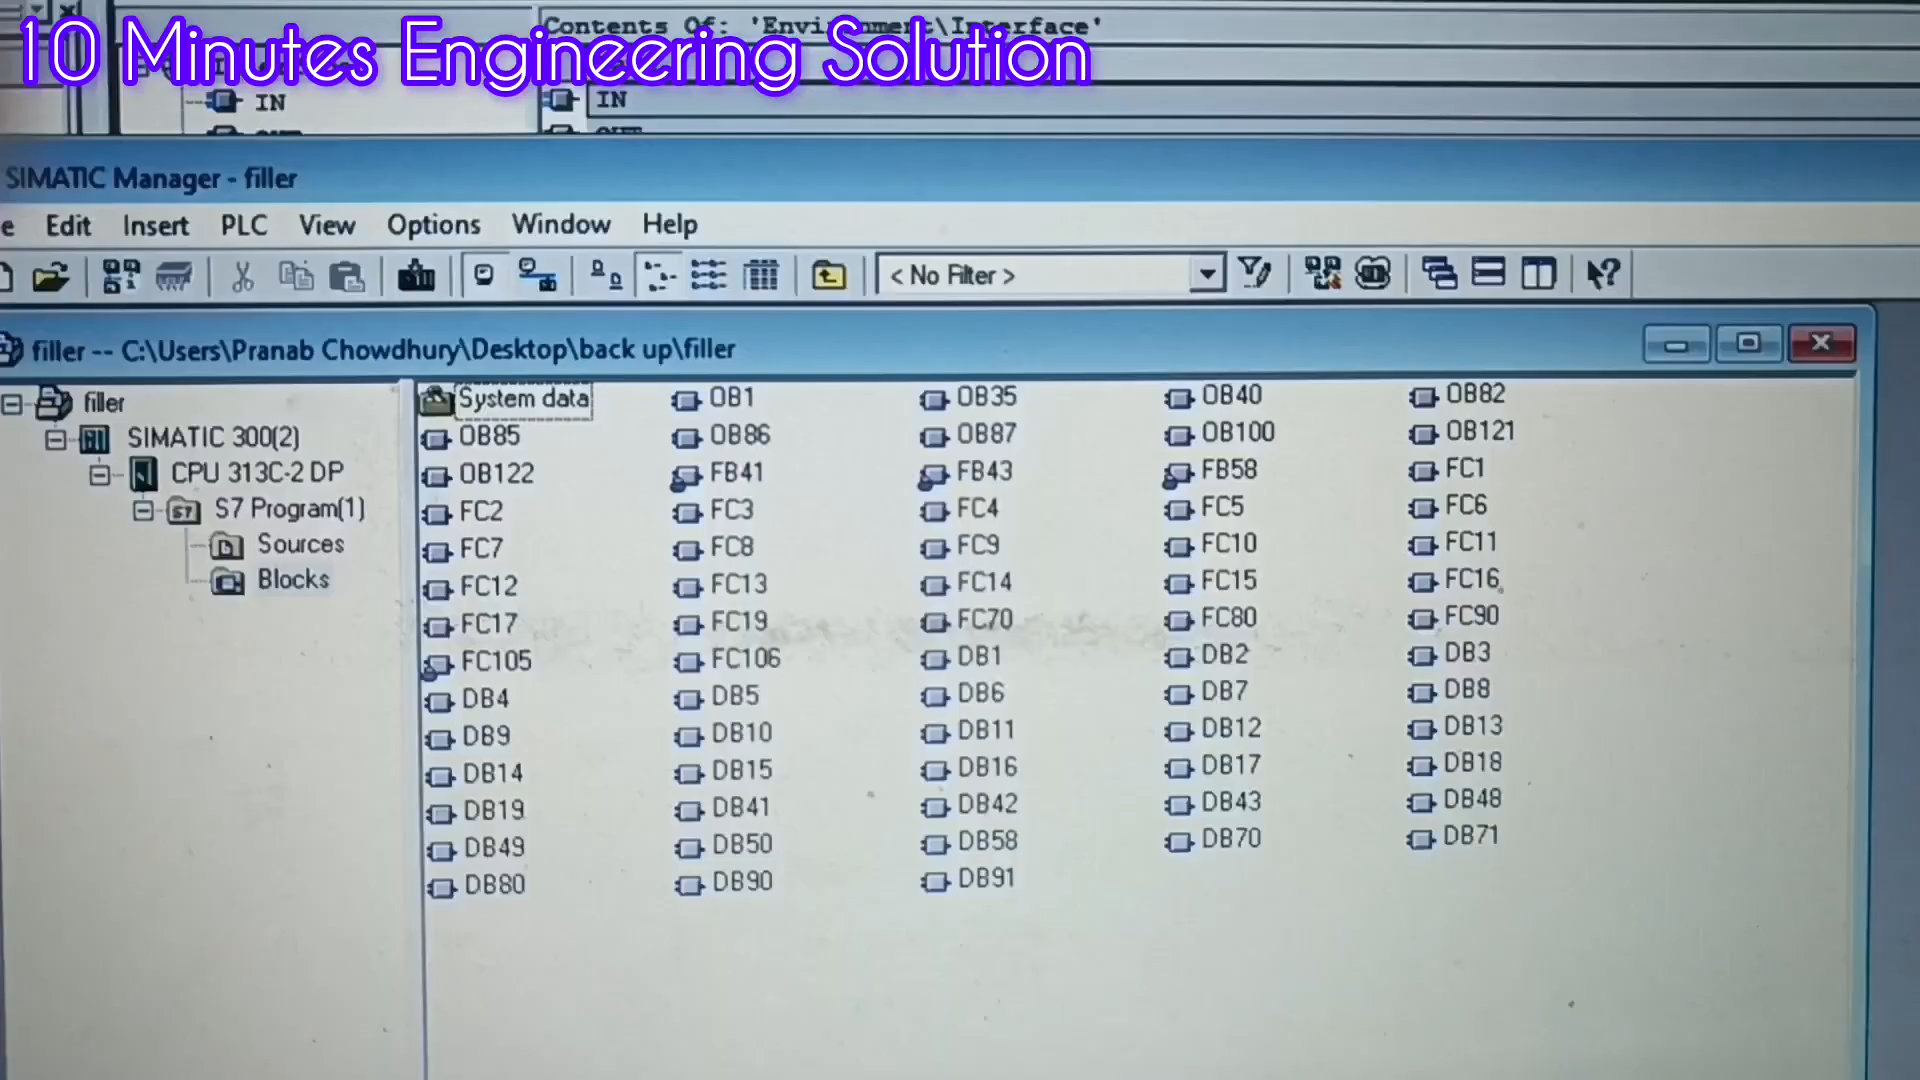 Contents Of: 'Environment\Interface'
10 Minutes Engineering Solution
IN
IN
OUT
SIMATIC Manager - filler
e Edit Insert PLC View Options Window Help
< No Filter >
filler -- C:\Users\Pranab Chowdhury\Desktop\back up\filler
filler
SIMATIC 300(2)
CPU 313C-2 DP
S7 Program(1)
Sources
Blocks
System data OB1 OB35 OB40 OB82
OB85 OB86 OB87 OB100 OB121
OB122 FB41 FB43 FB58 FC1
FC2 FC3 FC4 FC5 FC6
FC7 FC8 FC9 FC10 FC11
FC12 FC13 FC14 FC15 FC16
FC17 FC19 FC70 FC80 FC90
FC105 FC106 DB1 DB2 DB3
DB4 DB5 DB6 DB7 DB8
DB9 DB10 DB11 DB12 DB13
DB14 DB15 DB16 DB17 DB18
DB19 DB41 DB42 DB43 DB48
DB49 DB50 DB58 DB70 DB71
DB80 DB90 DB91